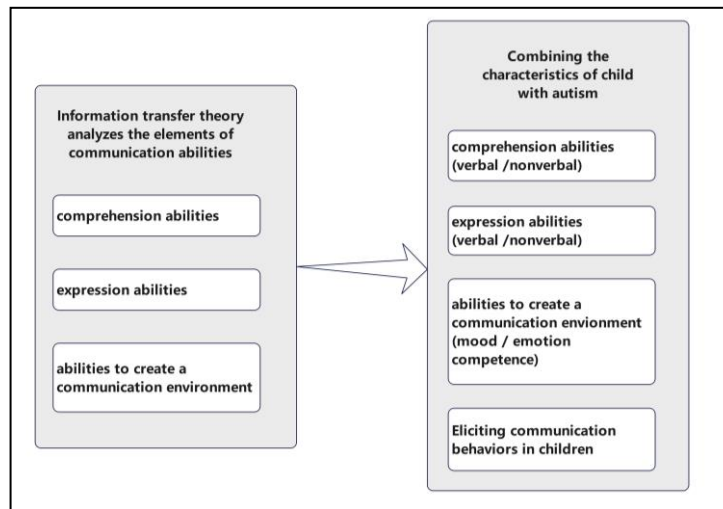 Information transfer theory
analyzes the elements of
communication abilities
comprehension abilities
expression abilities
abilities to create a
communication environment
Combining the
characteristics of child
with autism
comprehension abilities
(verbal /nonverbal)
expression abilities
(verbal /nonverbal)
abilities to create a
communication envionment
(mood / emotion
competence)
Eliciting communication
behaviors in children